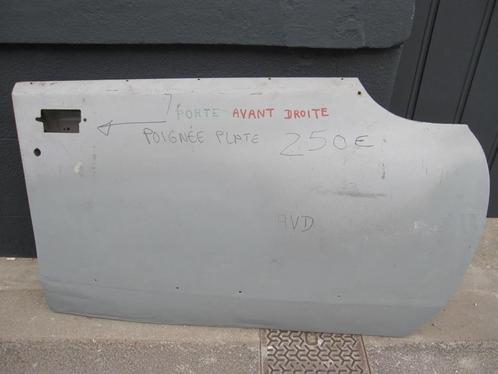 PORTE AVANT DROITE
POIGNÉE PLATE 250€
AVD